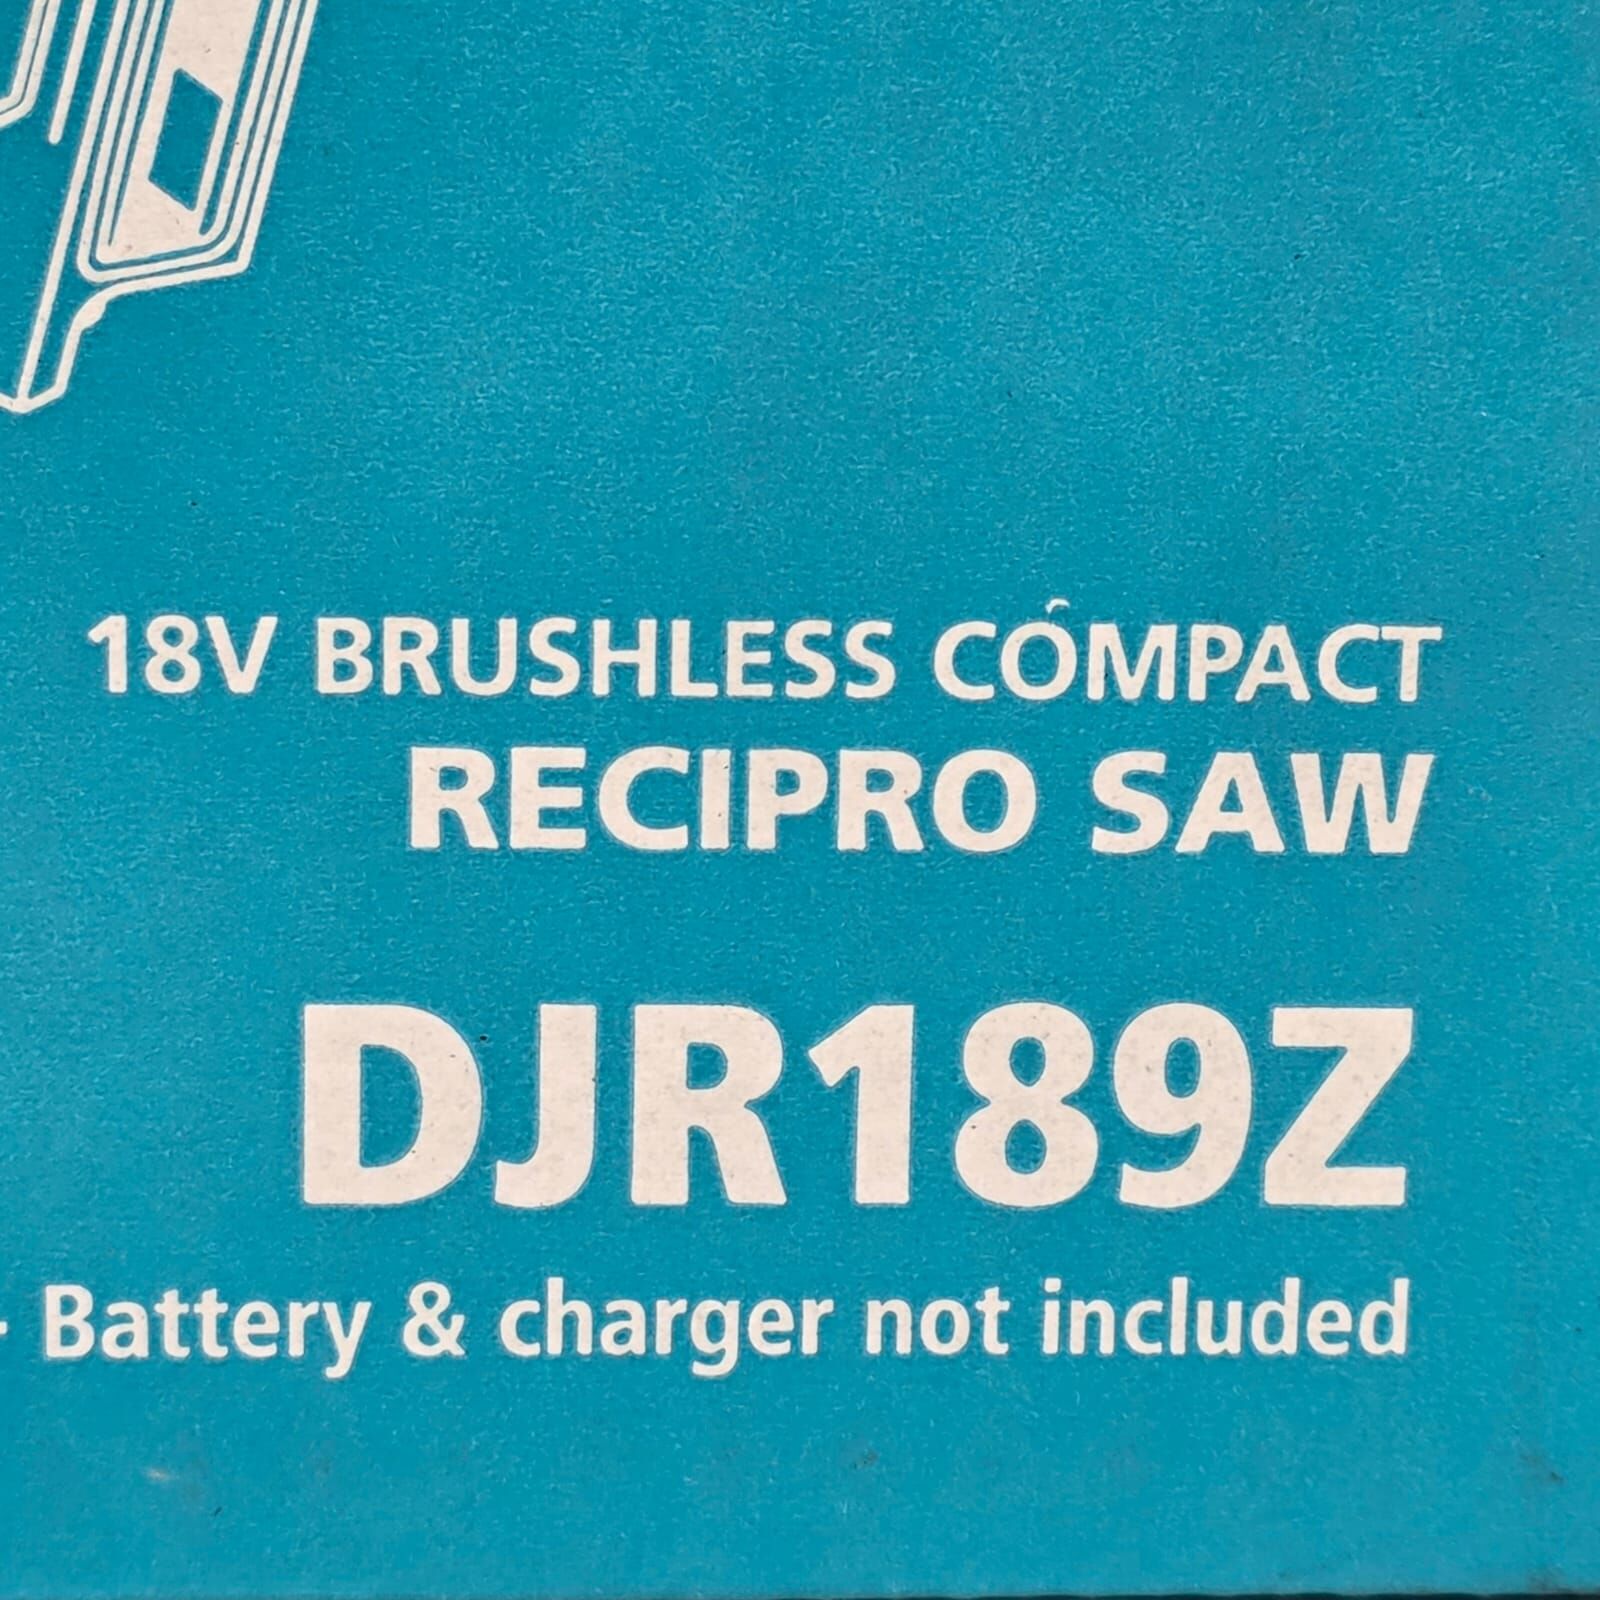 18V BRUSHLESS COMPACT
RECIPRO SAW
DJR189Z
- Battery & charger not included